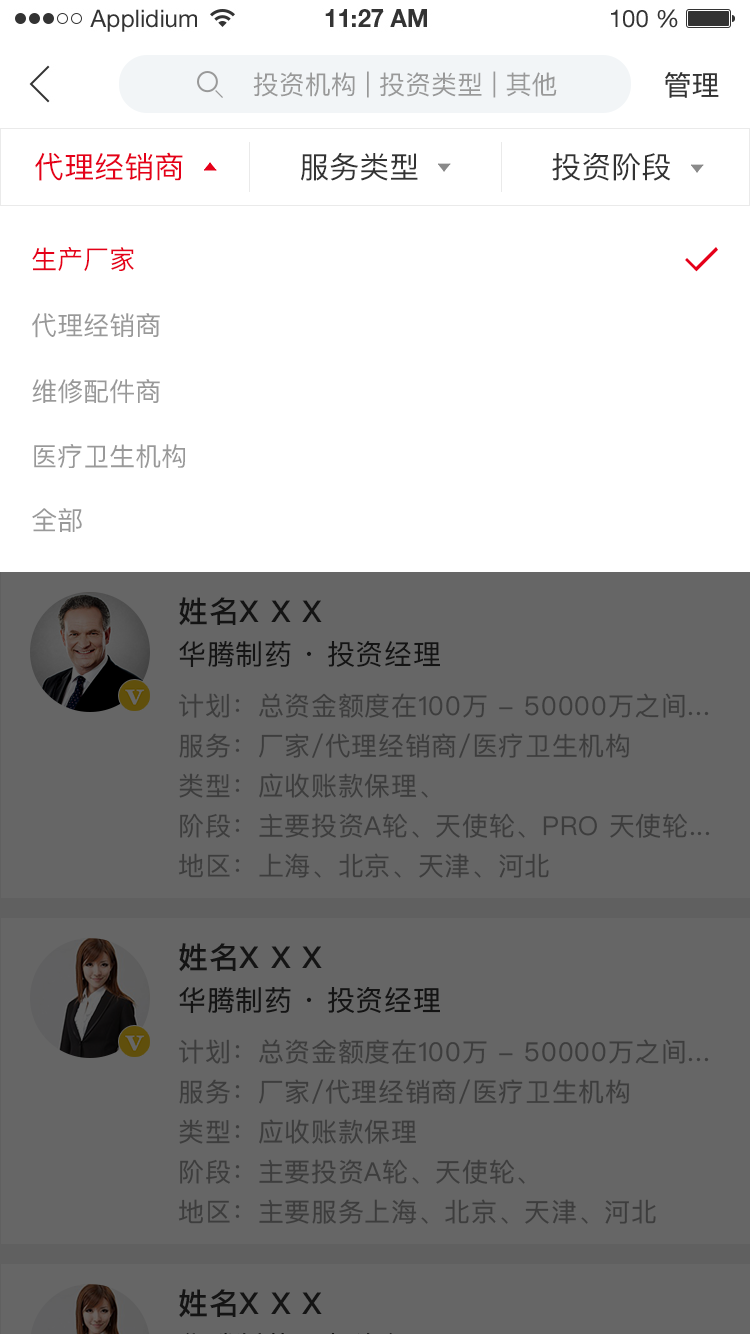 Applidium 11:27 AM 100 %
投资机构 | 投资类型 | 其他 管理
代理经销商 服务类型 投资阶段
生产厂家
代理经销商
维修配件商
医疗卫生机构
全部
姓名X X X
华腾制药 · 投资经理
V
计划：总资金额度在100万 – 50000万之间...
服务：厂家/代理经销商/医疗卫生机构
类型：应收账款保理、
阶段：主要投资A轮、天使轮、PRO 天使轮...
地区：上海、北京、天津、河北
姓名X X X
华腾制药 · 投资经理
V
计划：总资金额度在100万 – 50000万之间...
服务：厂家/代理经销商/医疗卫生机构
类型：应收账款保理
阶段：主要投资A轮、天使轮、
地区：主要服务上海、北京、天津、河北
姓名X X X